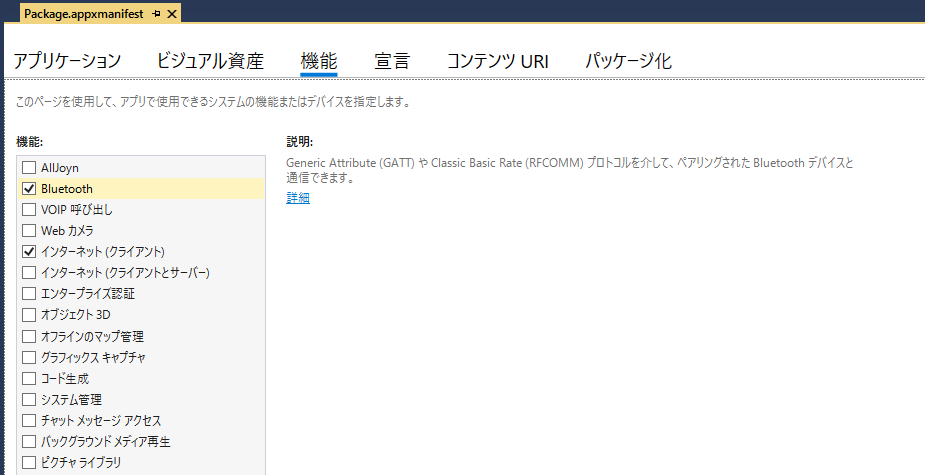 Package.appxmanifest
アプリケーション ビジュアル資産 機能 宣言 コンテンツ URI パッケージ化
このページを使用して、アプリで使用できるシステムの機能またはデバイスを指定します。
機能:
AllJoyn
Bluetooth
VOIP 呼び出し
Web カメラ
インターネット (クライアント)
インターネット (クライアントとサーバー)
エンタープライズ認証
オブジェクト 3D
オフラインのマップ管理
グラフィックス キャプチャ
コード生成
システム管理
チャット メッセージ アクセス
バックグラウンド メディア再生
ピクチャ ライブラリ
説明:
Generic Attribute (GATT) や Classic Basic Rate (RFCOMM) プロトコルを介して、ペアリングされた Bluetooth デバイスと
通信できます。
詳細